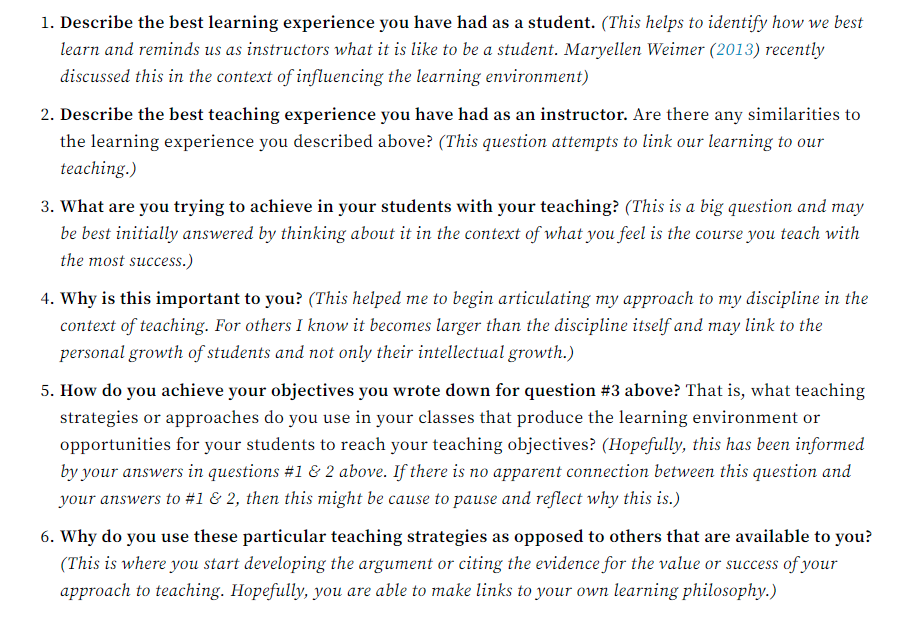 1. Describe the best learning experience you have had as a student. (This helps to identify how we best
learn and reminds us as instructors what it is like to be a student. Maryellen Weimer (2013) recently
discussed this in the context of influencing the learning environment)
2. Describe the best teaching experience you have had as an instructor. Are there any similarities to
the learning experience you described above? (This question attempts to link our learning to our
teaching.)
3. What are you trying to achieve in your students with your teaching? (This is a big question and may
be best initially answered by thinking about it in the context of what you feel is the course you teach with
the most success.)
4. Why is this important to you? (This helped me to begin articulating my approach to my discipline in the
context of teaching. For others I know it becomes larger than the discipline itself and may link to the
personal growth of students and not only their intellectual growth.)
5. How do you achieve your objectives you wrote down for question #3 above? That is, what teaching
strategies or approaches do you use in your classes that produce the learning environment or
opportunities for your students to reach your teaching objectives? (Hopefully, this has been informed
by your answers in questions #1 & 2 above. If there is no apparent connection between this question and
your answers to #1 & 2, then this might be cause to pause and reflect why this is.)
6. Why do you use these particular teaching strategies as opposed to others that are available to you?
(This is where you start developing the argument or citing the evidence for the value or success of your
approach to teaching. Hopefully, you are able to make links to your own learning philosophy.)